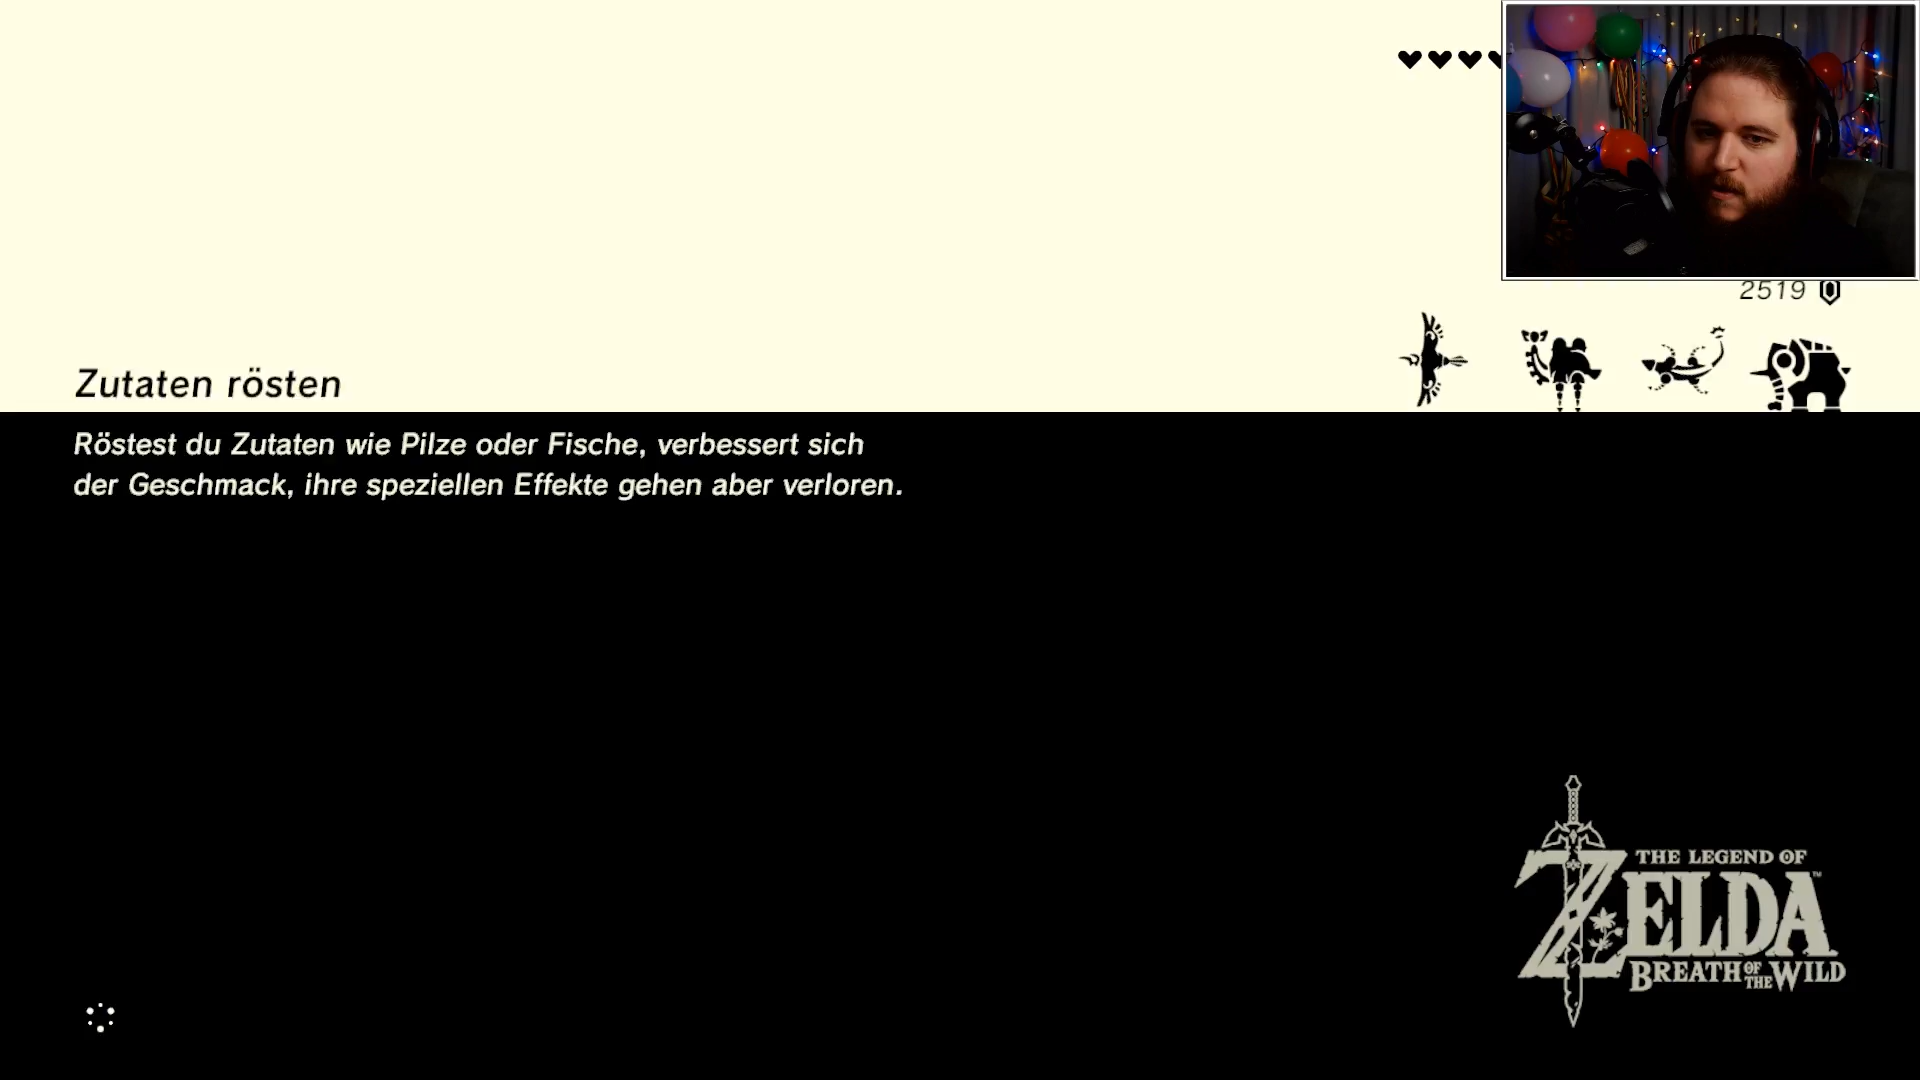 2519
Zutaten rösten
Röstest du Zutaten wie Pilze oder Fische, verbessert sich
der Geschmack, ihre speziellen Effekte gehen aber verloren.
THE LEGEND OF
ZELDA™
BREATH OF THE WILD